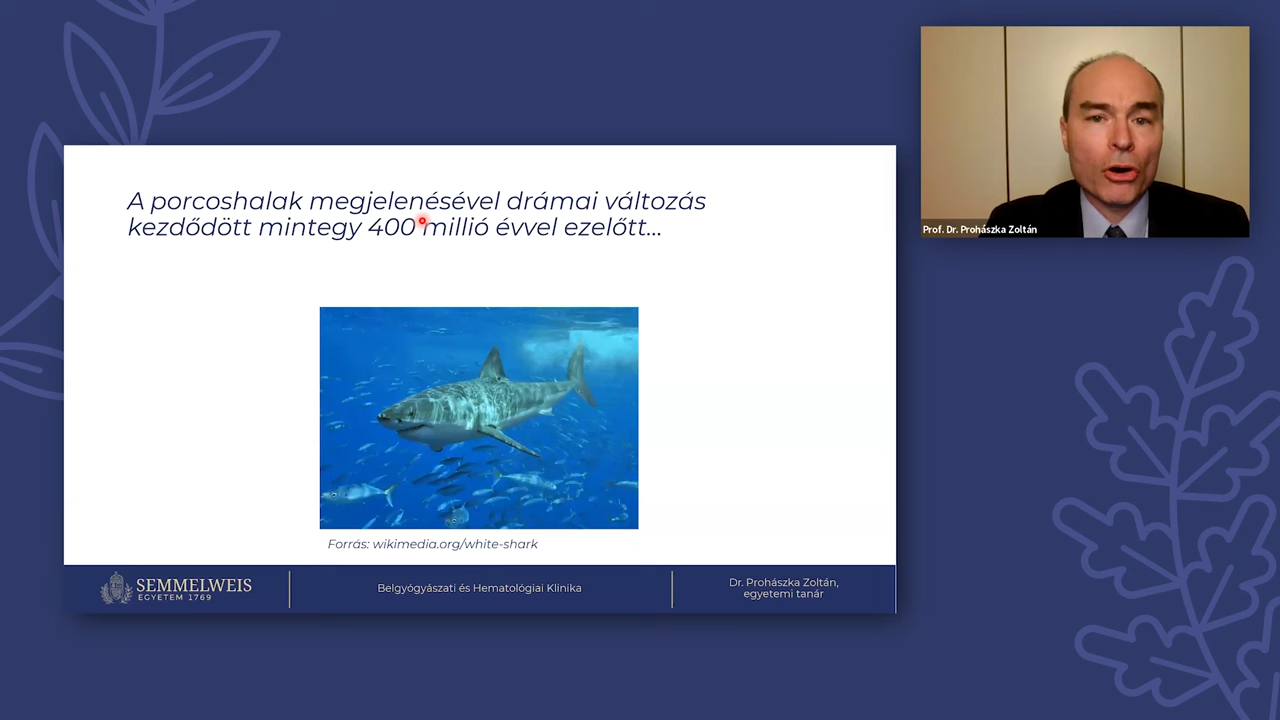 A porcoshalak megjelenésével drámai változás
kezdődött mintegy 400 millió évvel ezelőtt...
Forrás: wikimedia.org/white-shark
SEMMELWEIS
EGYETEM 1769
Belgyógyászati és Hematológiai Klinika
Dr. Prohászka Zoltán,
egyetemi tanár
Prof. Dr. Prohászka Zoltán